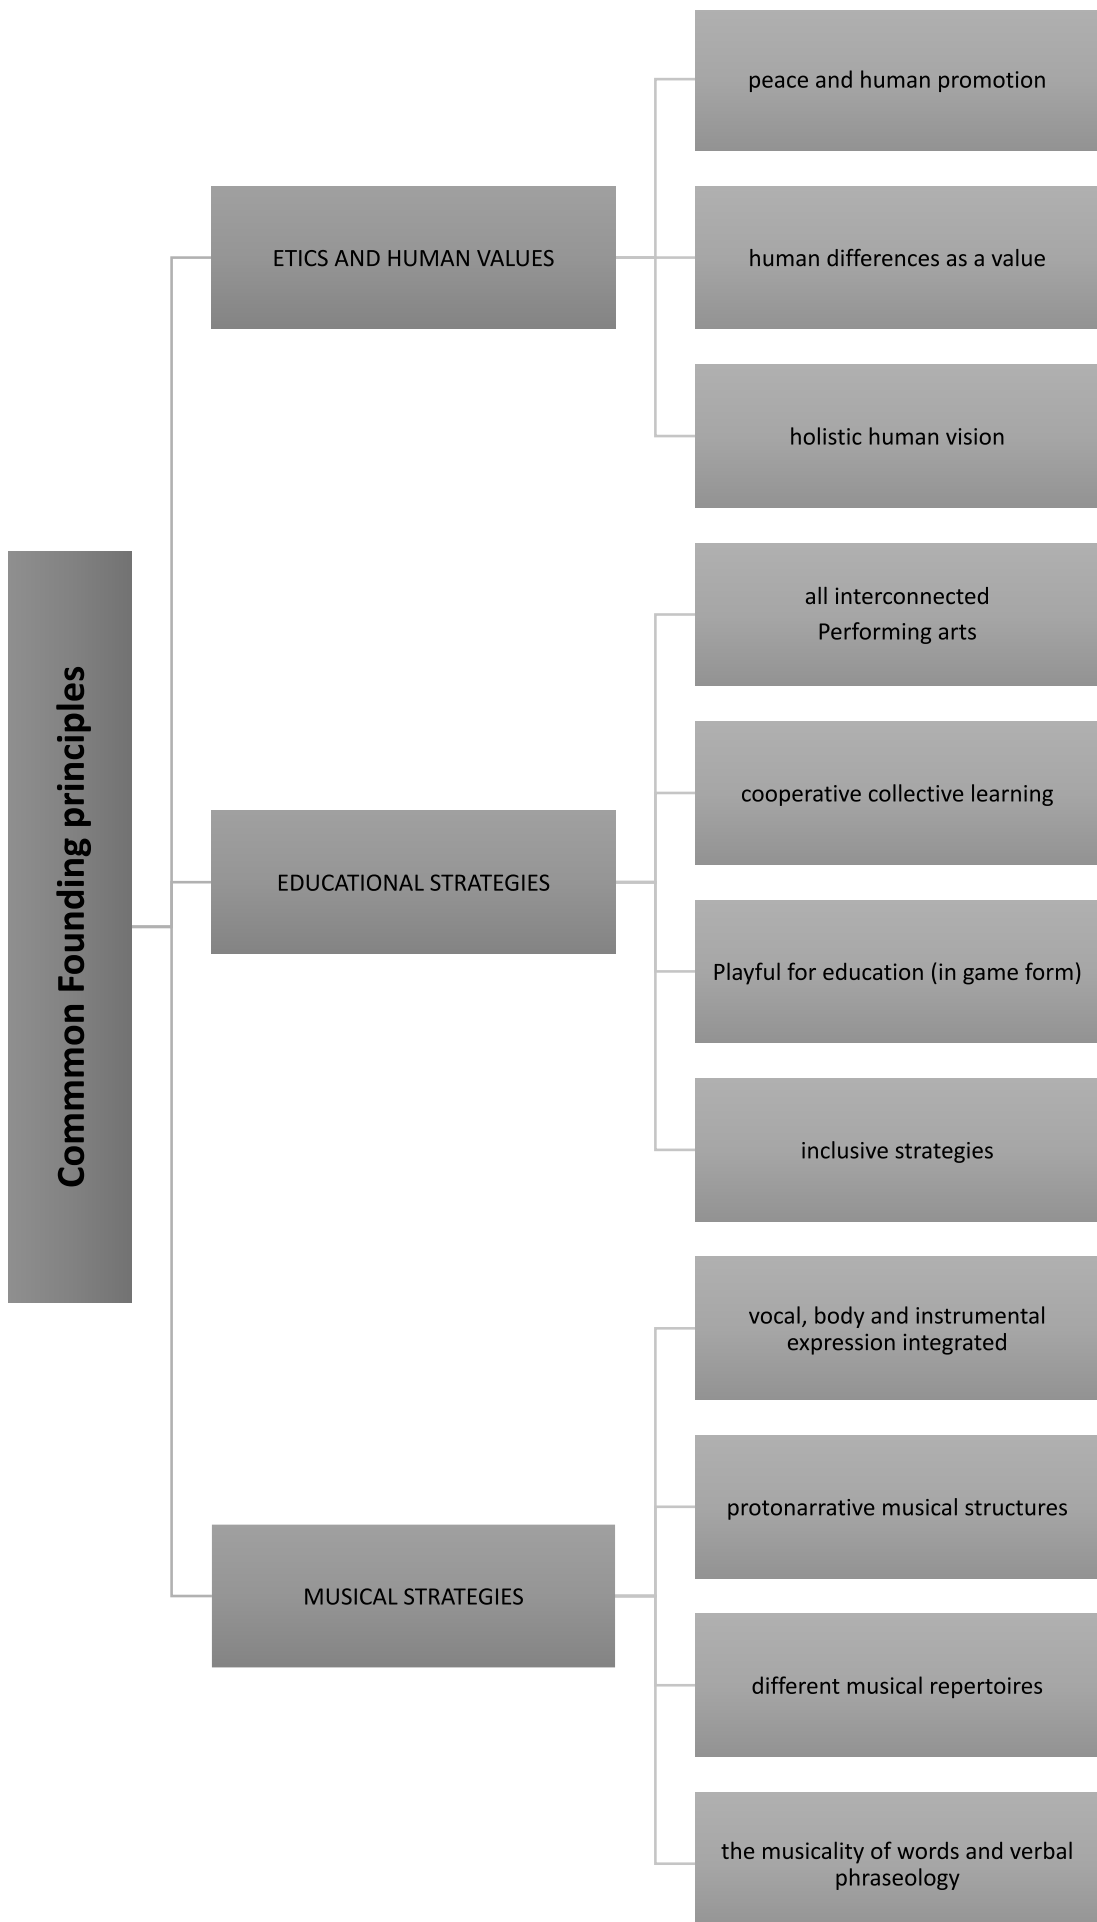 Common Founding principles
ETICS AND HUMAN VALUES
peace and human promotion
human differences as a value
holistic human vision
EDUCATIONAL STRATEGIES
all interconnected
Performing arts
cooperative collective learning
Playful for education (in game form)
inclusive strategies
MUSICAL STRATEGIES
vocal, body and instrumental
expression integrated
protonarrative musical structures
different musical repertoires
the musicality of words and verbal
phraseology